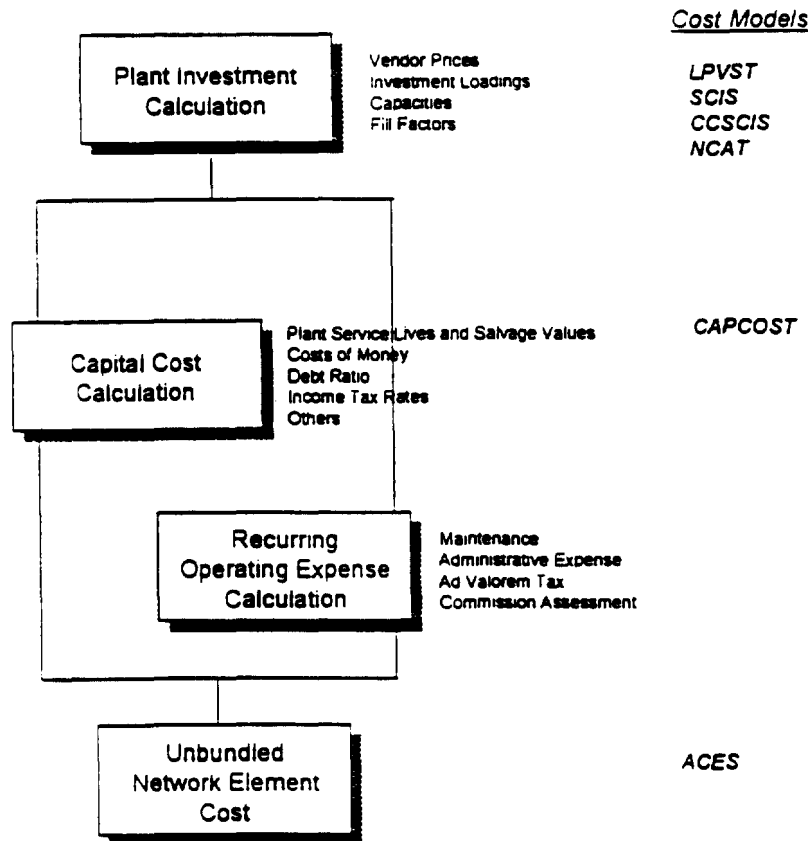 Cost Models
Plant Investment
Calculation
Vendor Prices
Investment Loadings
Capacities
Fill Factors
LPVST
SCIS
CCSCIS
NCAT
Capital Cost
Calculation
Plant Service Lives and Salvage Values
Costs of Money
Debt Ratio
Income Tax Rates
Others
CAPCOST
Recurring
Operating Expense
Calculation
Maintenance
Administrative Expense
Ad Valorem Tax
Commission Assessment
Unbundled
Network Element
Cost
ACES